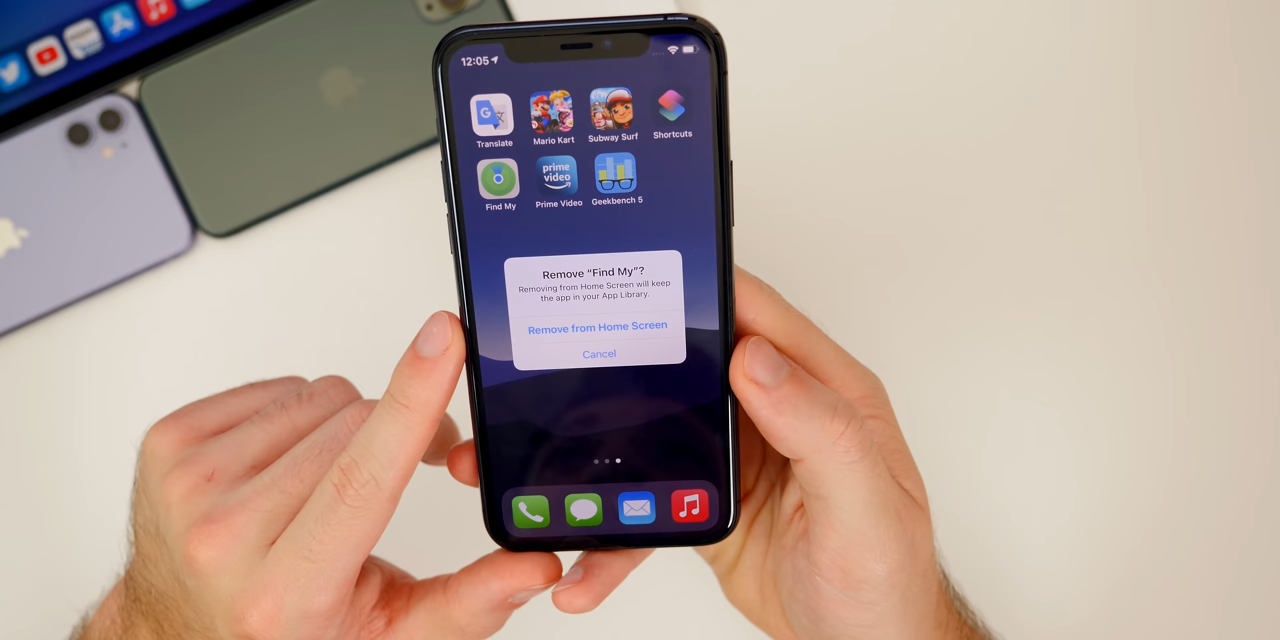 12:05
Translate
Mario Kart
Subway Surf
Shortcuts
Find My
prime video
Prime Video
Geekbench 5
Remove “Find My”?
Removing from Home Screen will keep
the app in your App Library.
Remove from Home Screen
Cancel